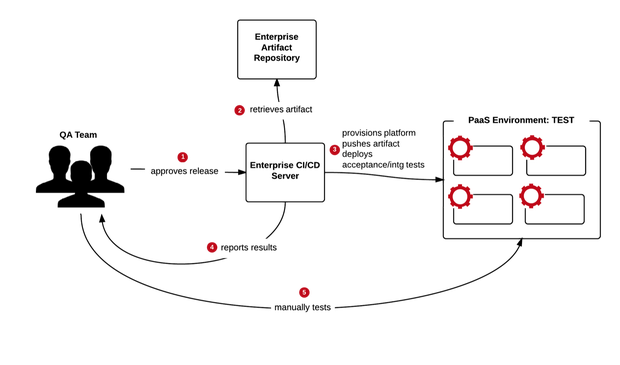 Enterprise
Artifact
Repository
2 retrieves artifact
QA Team
1
approves release
Enterprise CI/CD
Server
3
provisions platform
pushes artifact
deploys
acceptance/intg tests
PaaS Environment: TEST
4 reports results
5
manually tests